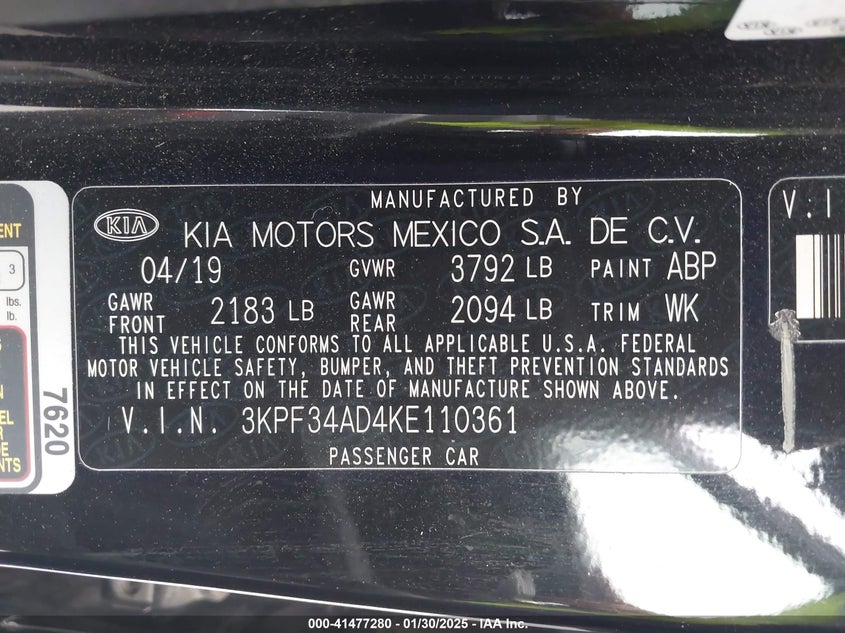 MANUFACTURED BY
KIA
KIA MOTORS MEXICO S.A. DE C.V.
04/19 GVWR 3792 LB PAINT ABP
GAWR FRONT 2183 LB GAWR REAR 2094 LB TRIM WK
THIS VEHICLE CONFORMS TO ALL APPLICABLE U.S.A. FEDERAL
MOTOR VEHICLE SAFETY, BUMPER, AND THEFT PREVENTION STANDARDS
IN EFFECT ON THE DATE OF MANUFACTURE SHOWN ABOVE.
V.I.N. 3KPF34AD4KE110361
PASSENGER CAR
3
lbs.
lb.
7620
V.I
000-41477280 - 01/30/2025 - IAA Inc.